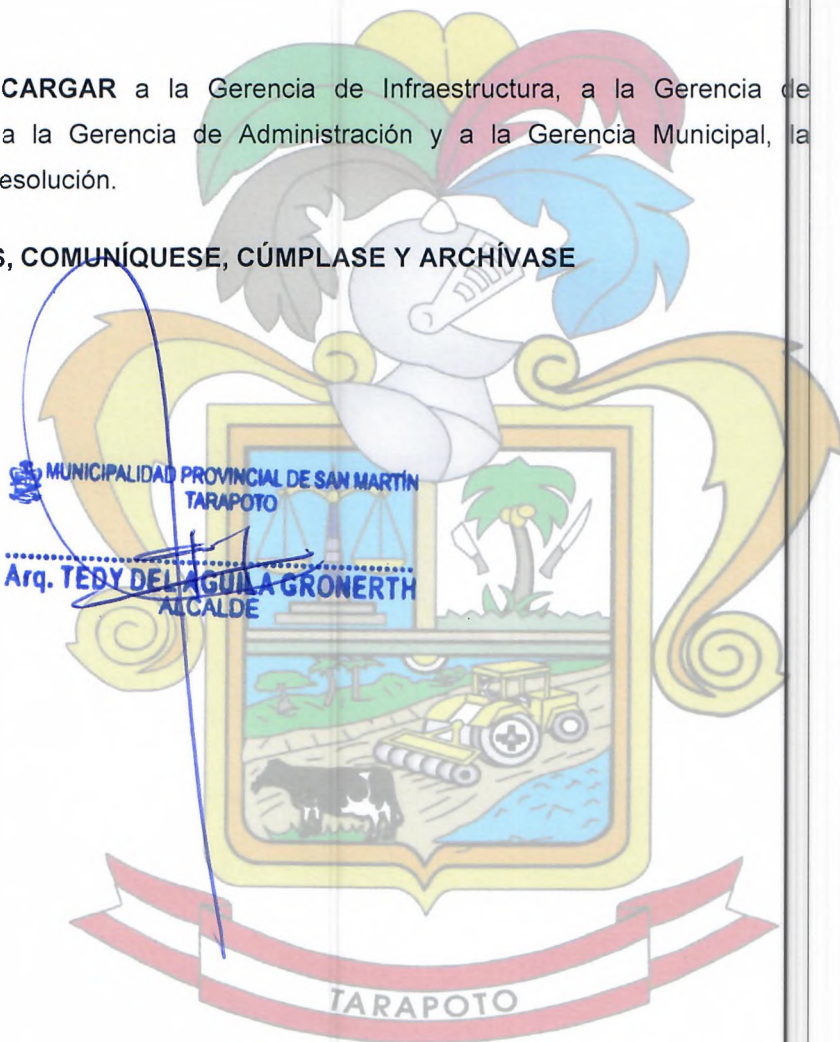 CARGAR a la Gerencia de Infraestructura, a la Gerencia de
a la Gerencia de Administración y a la Gerencia Municipal, la
esolución.
S, COMUNÍQUESE, CÚMPLASE Y ARCHÍVASE
MUNICIPALIDAD PROVINCIAL DE SAN MARTÍN
TARAPOTO
Arq. TEDY DEL AGUILA GRONERTH
ALCALDE
TARAPOTO